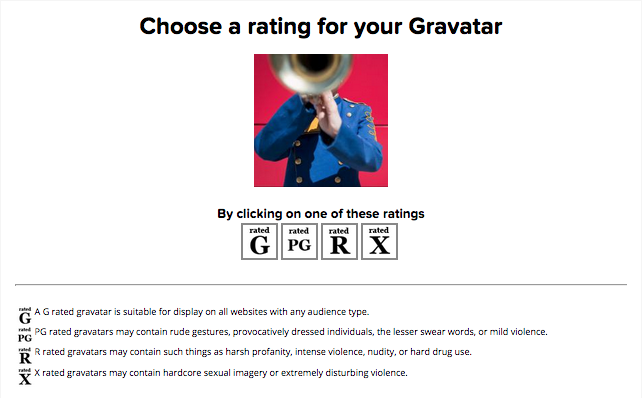 Choose a rating for your Gravatar
By clicking on one of these ratings
rated rated rated rated
G PG R X
rated
G A G rated gravatar is suitable for display on all websites with any audience type.
rated
PG PG rated gravatars may contain rude gestures, provocatively dressed individuals, the lesser swear words, or mild violence.
rated
R R rated gravatars may contain such things as harsh profanity, intense violence, nudity, or hard drug use.
rated
X X rated gravatars may contain hardcore sexual imagery or extremely disturbing violence.